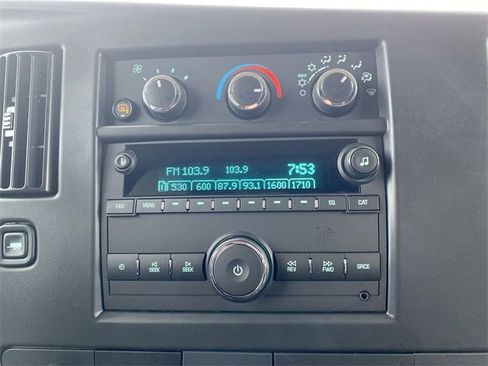 MAX
FM 103.9 103.9 7:53
530 600 87.9 93.1 1600 1710
FAV MENU EQ CAT
SEEK SEEK REV FWD SRCE